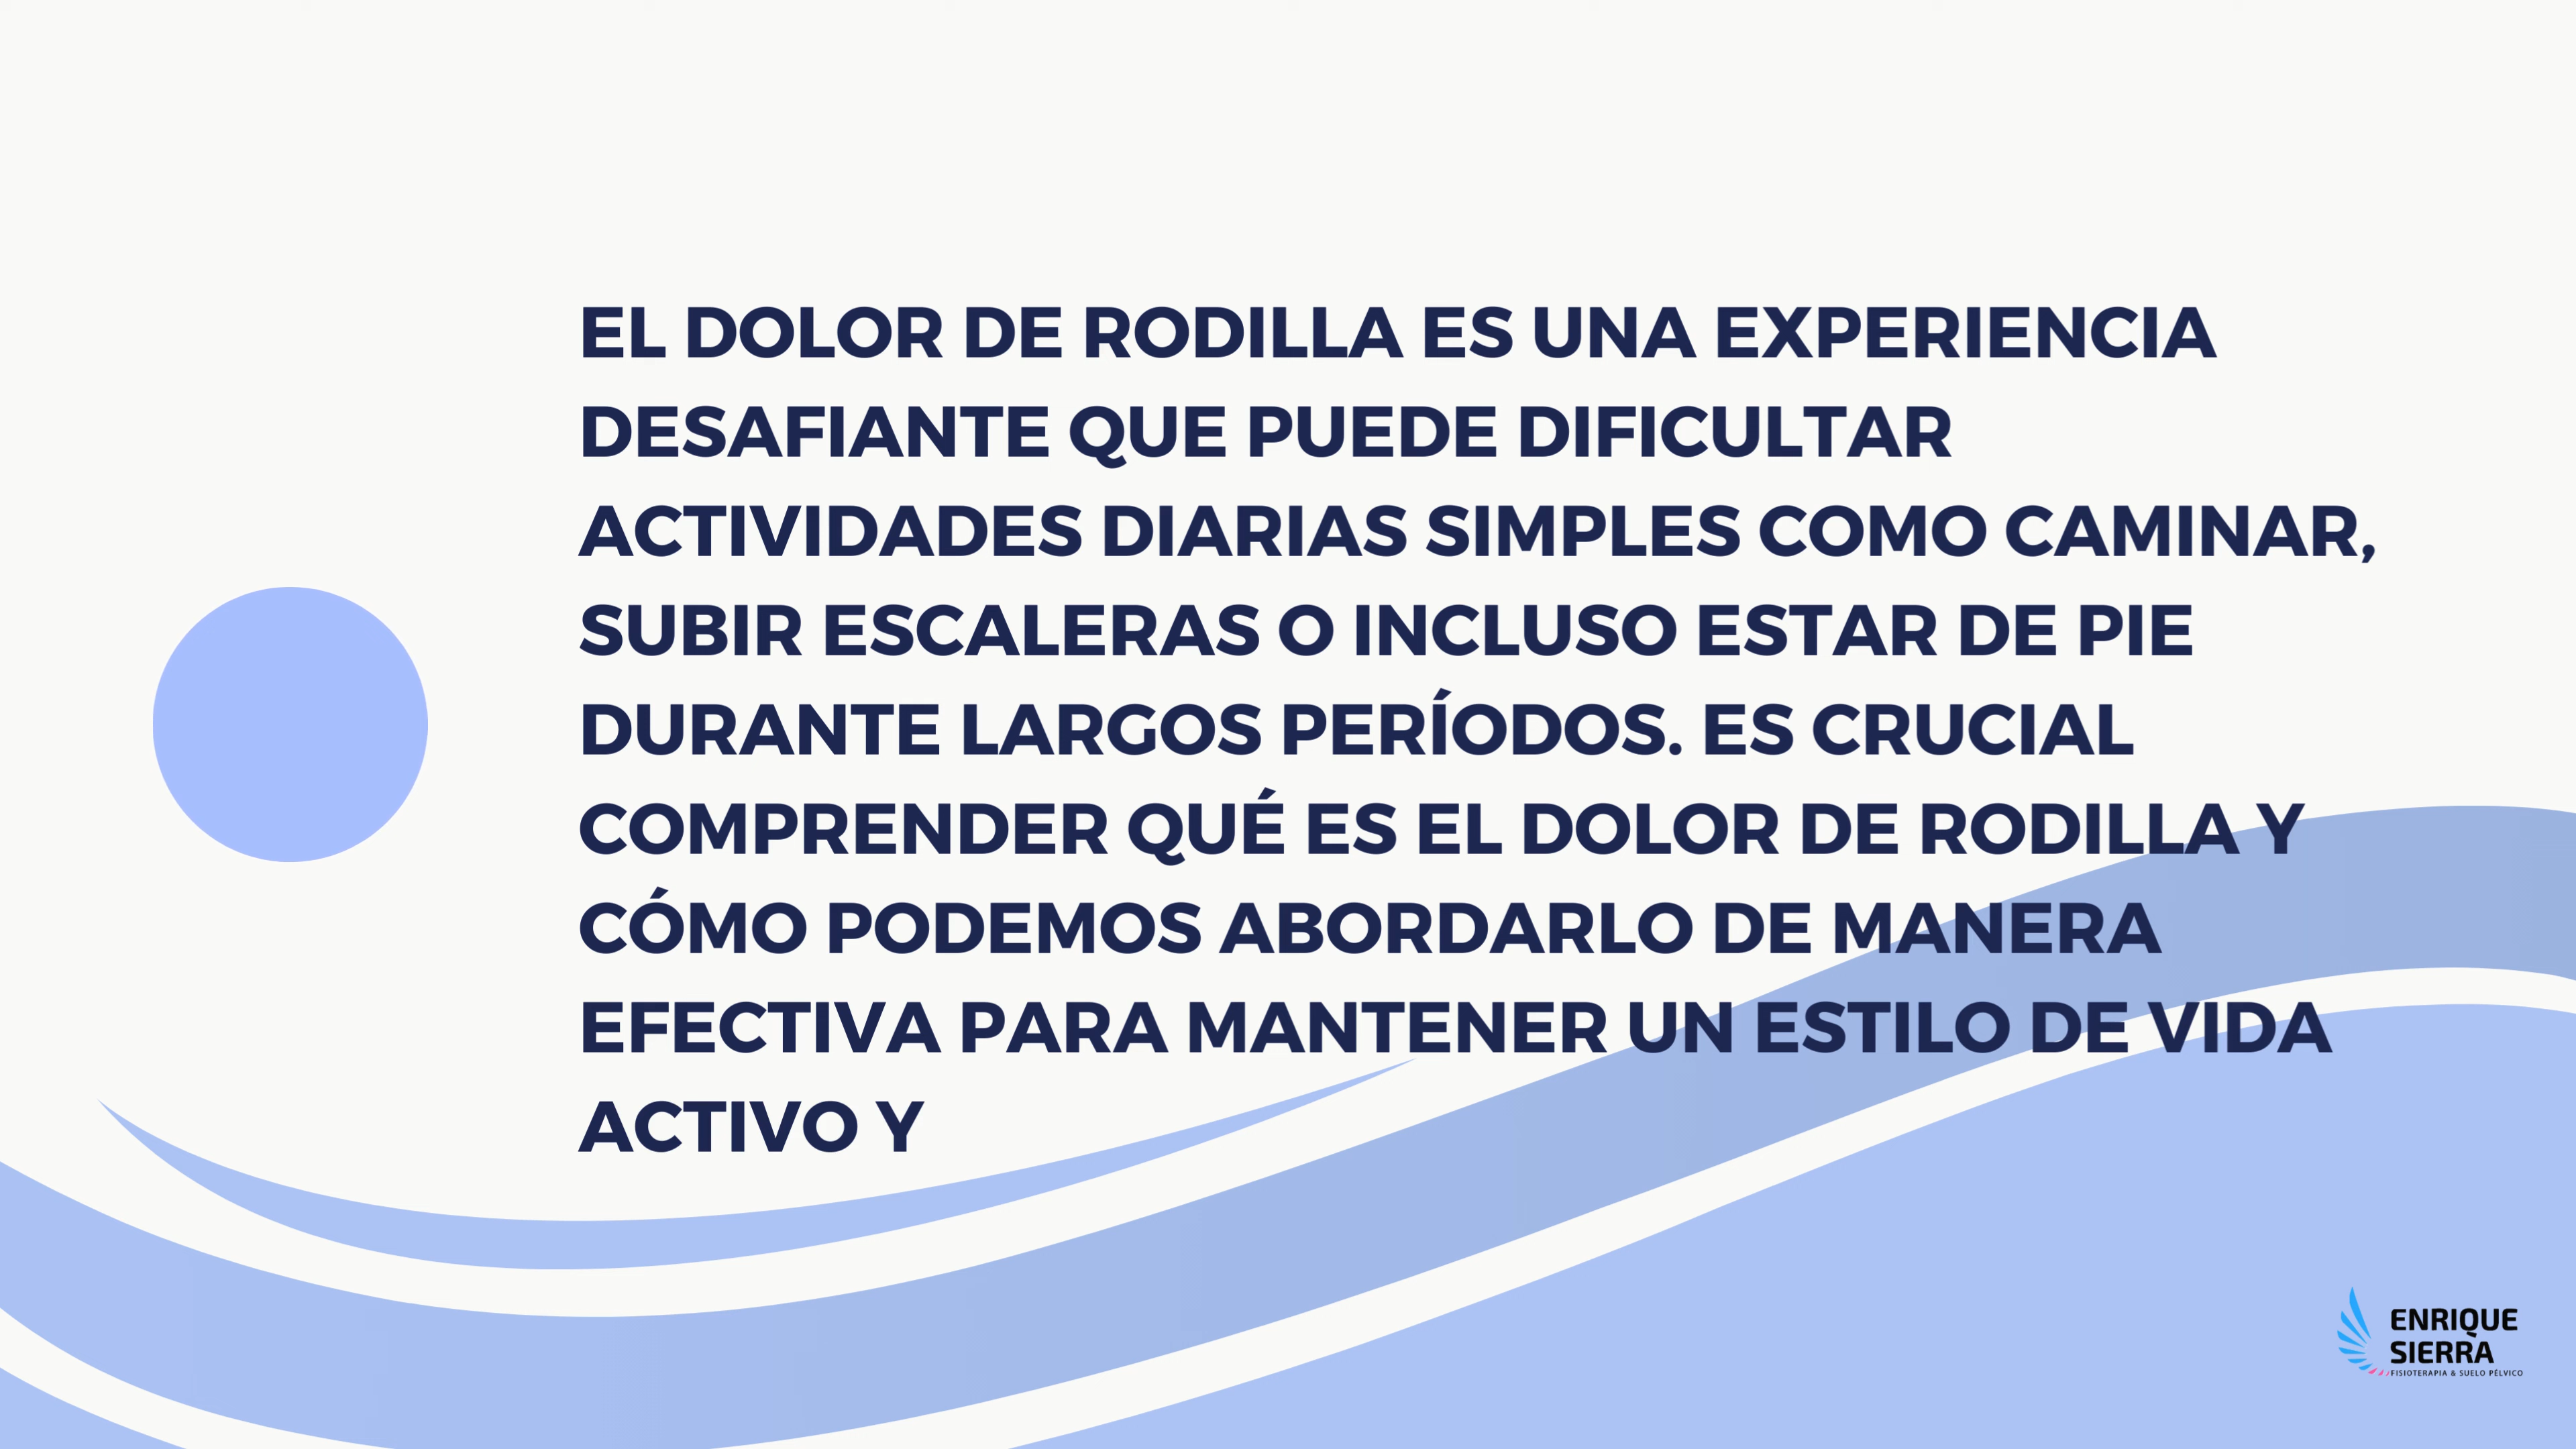 EL DOLOR DE RODILLA ES UNA EXPERIENCIA
DESAFIANTE QUE PUEDE DIFICULTAR
ACTIVIDADES DIARIAS SIMPLES COMO CAMINAR,
SUBIR ESCALERAS O INCLUSO ESTAR DE PIE
DURANTE LARGOS PERÍODOS. ES CRUCIAL
COMPRENDER QUÉ ES EL DOLOR DE RODILLA Y
CÓMO PODEMOS ABORDARLO DE MANERA
EFECTIVA PARA MANTENER UN ESTILO DE VIDA
ACTIVO Y
ENRIQUE
SIERRA
FISIOTERAPIA & SUELO PÉLVICO